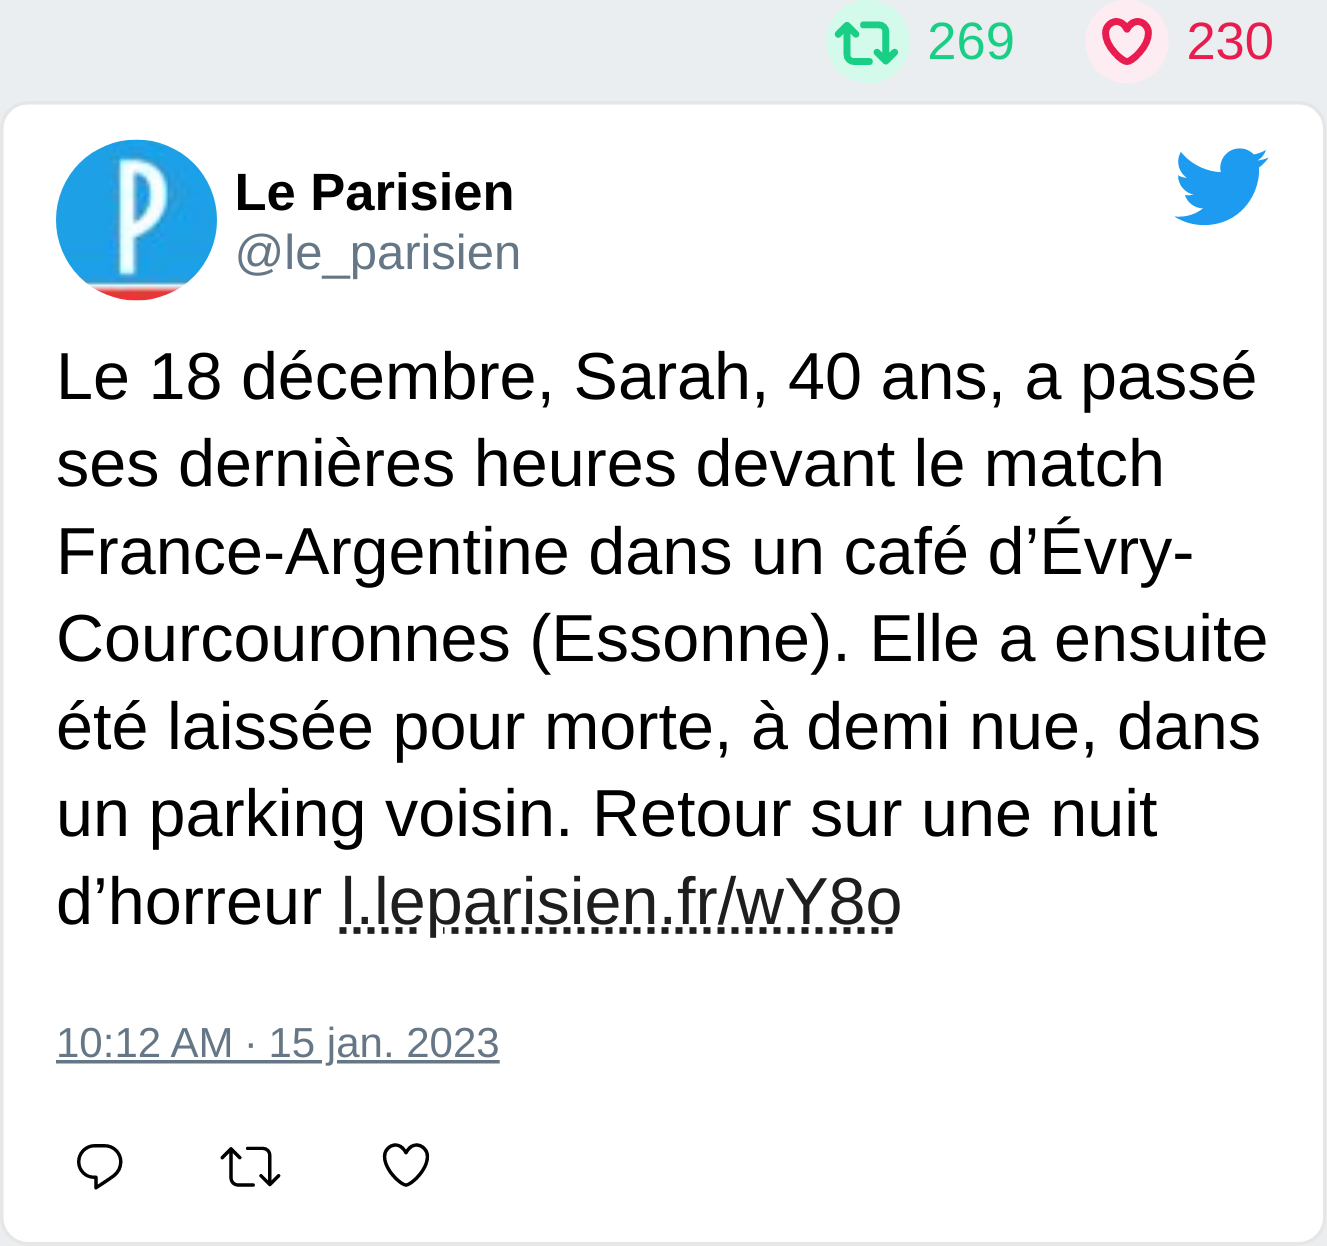 269 230
Le Parisien
@le_parisien
Le 18 décembre, Sarah, 40 ans, a passé
ses dernières heures devant le match
France-Argentine dans un café d’Évry-
Courcouronnes (Essonne). Elle a ensuite
été laissée pour morte, à demi nue, dans
un parking voisin. Retour sur une nuit
d’horreur l.leparisien.fr/wY8o
10:12 AM · 15 jan. 2023